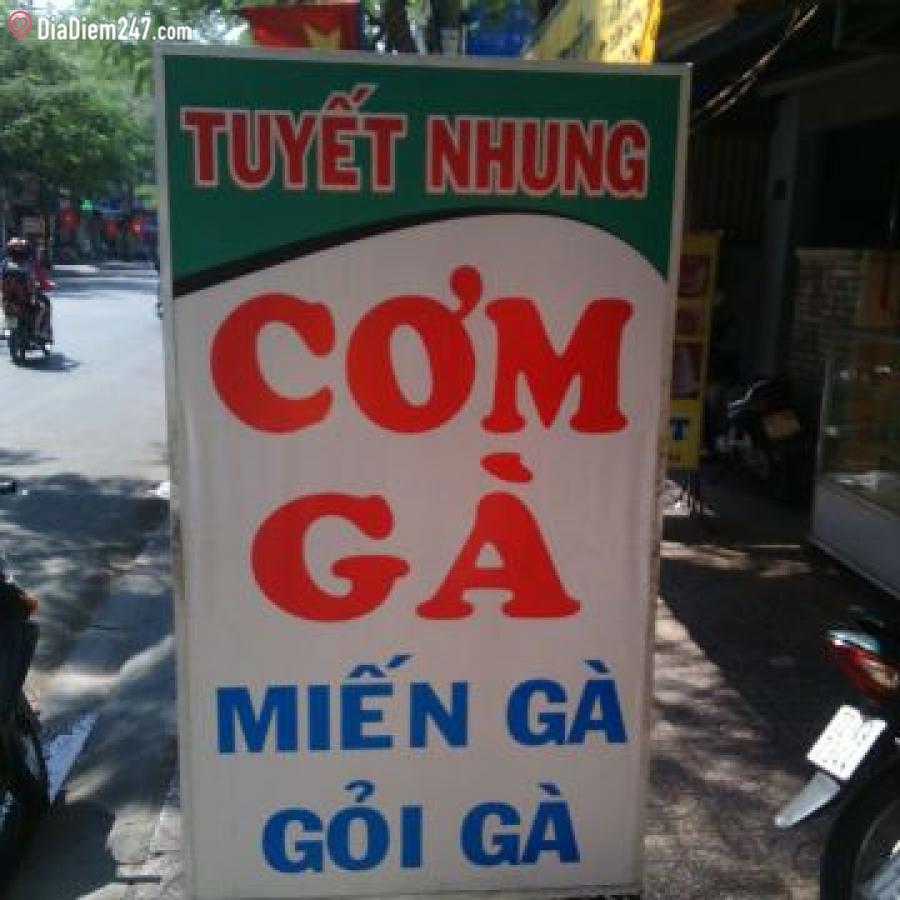 DiaDiem247.com
TUYẾT NHUNG
CƠM
GÀ
MIẾN GÀ
GỎI GÀ